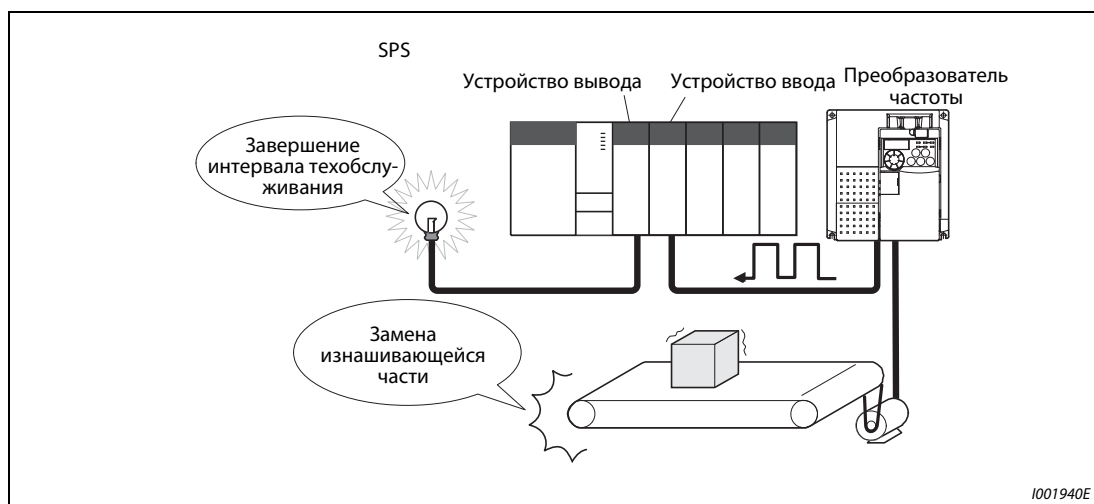 SPS
Устройство вывода
Устройство ввода
Преобразователь
частоты
Завершение
интервала техобслу-
живания
Замена
изнашивающейся
части
I001940E